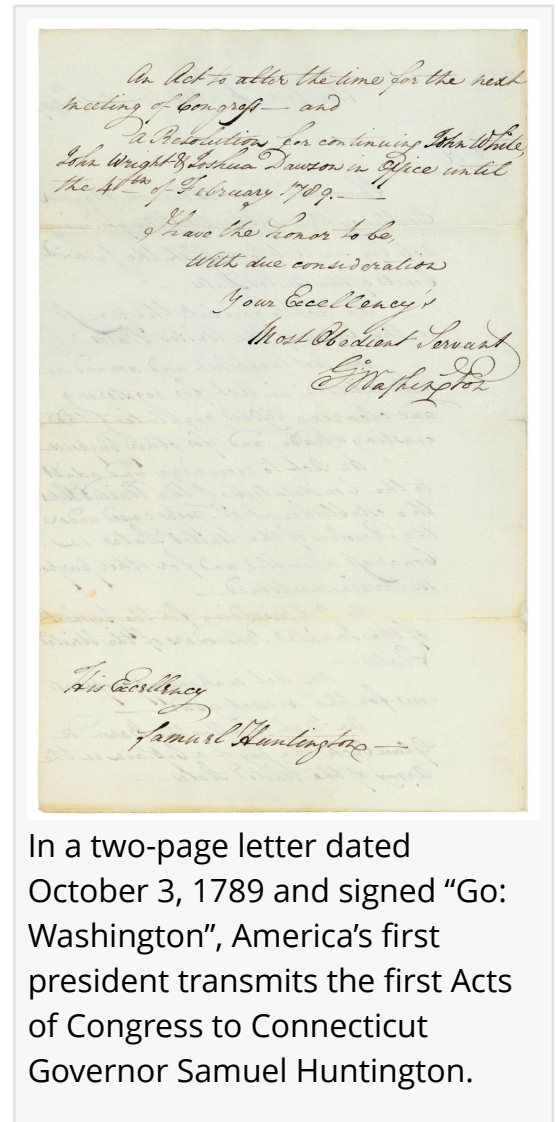 An Act to alter the time for the next
meeting of Congress — and
a Resolution for continuing John White,
John Wright & Joshua Dawson in Office until
the 4th of February 1789. —
I have the honor to be,
With due consideration
Your Excellency's
Most Obedient Servant
Go: Washington
His Excellency
Samuel Huntington —
In a two-page letter dated
October 3, 1789 and signed “Go:
Washington”, America’s first
president transmits the first Acts
of Congress to Connecticut
Governor Samuel Huntington.